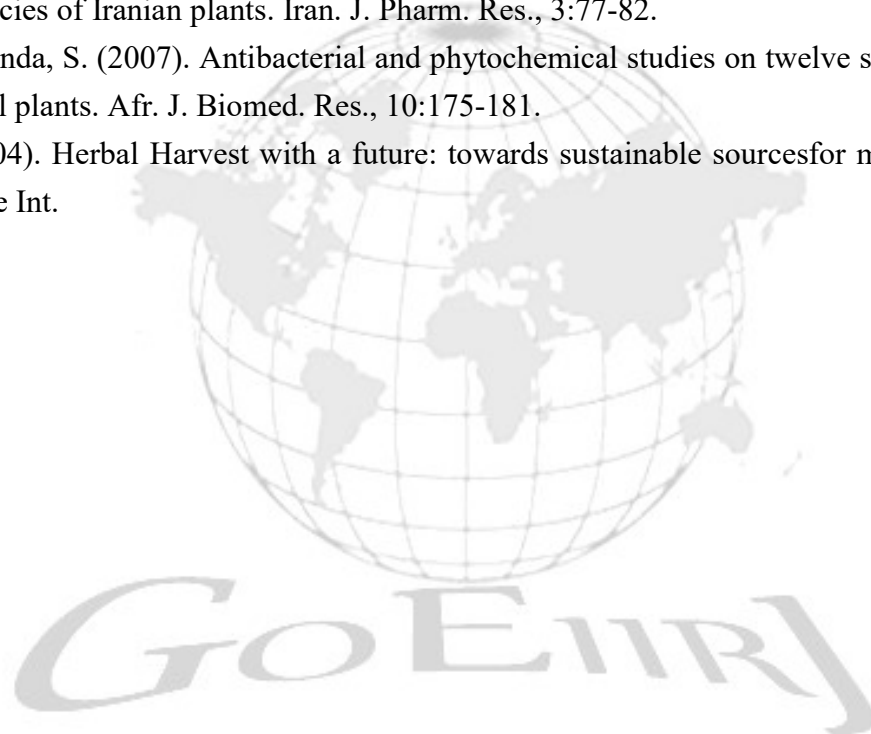 cies of Iranian plants. Iran. J. Pharm. Res., 3:77-82.
nda, S. (2007). Antibacterial and phytochemical studies on twelve s
l plants. Afr. J. Biomed. Res., 10:175-181.
04). Herbal Harvest with a future: towards sustainable sourcesfor m
e Int.
GOEIIRJ